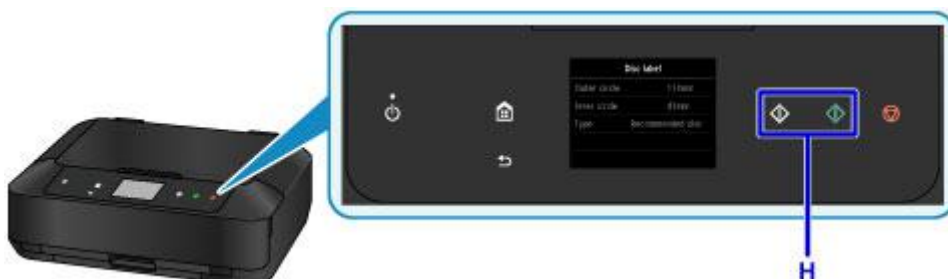 Disc label
Outer circle
Inner circle
Type Recommended disc
H